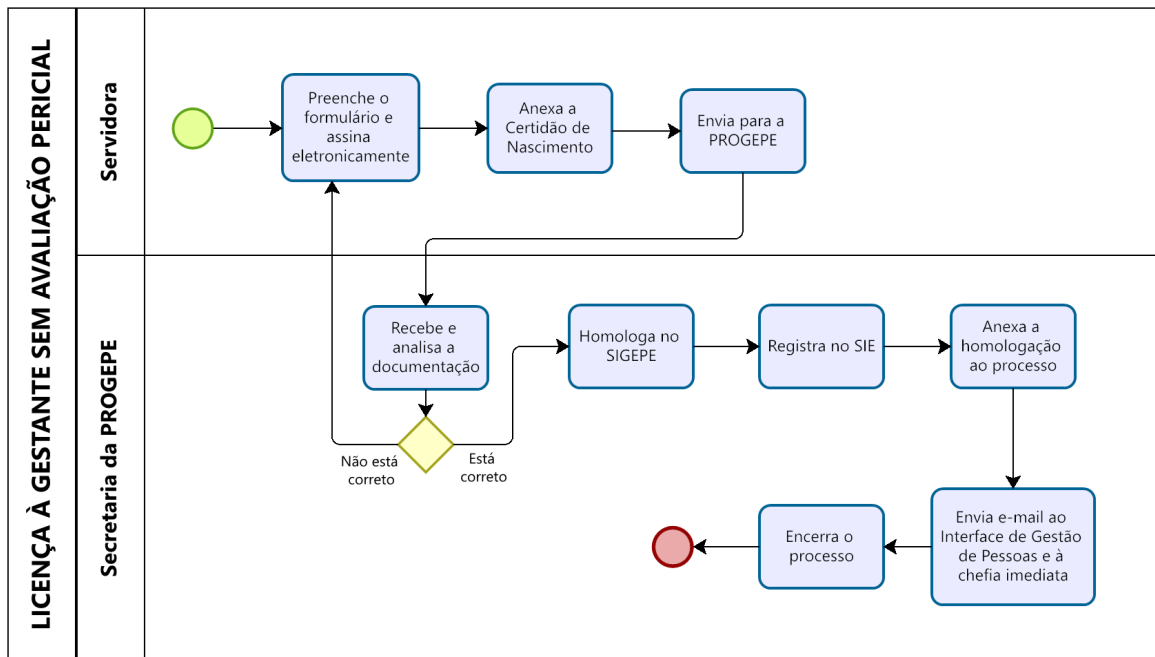 LICENÇA À GESTANTE SEM AVALIAÇÃO PERICIAL
Servidora
Preenche o
formulário e
assina
eletronicamente
Anexa a
Certidão de
Nascimento
Envia para a
PROGEPE
Secretaria da PROGEPE
Recebe e
analisa a
documentação
Não está
correto
Está
correto
Homologa no
SIGEPE
Registra no SIE
Anexa a
homologação
ao processo
Envia e-mail ao
Interface de Gestão
de Pessoas e à
chefia imediata
Encerra o
processo